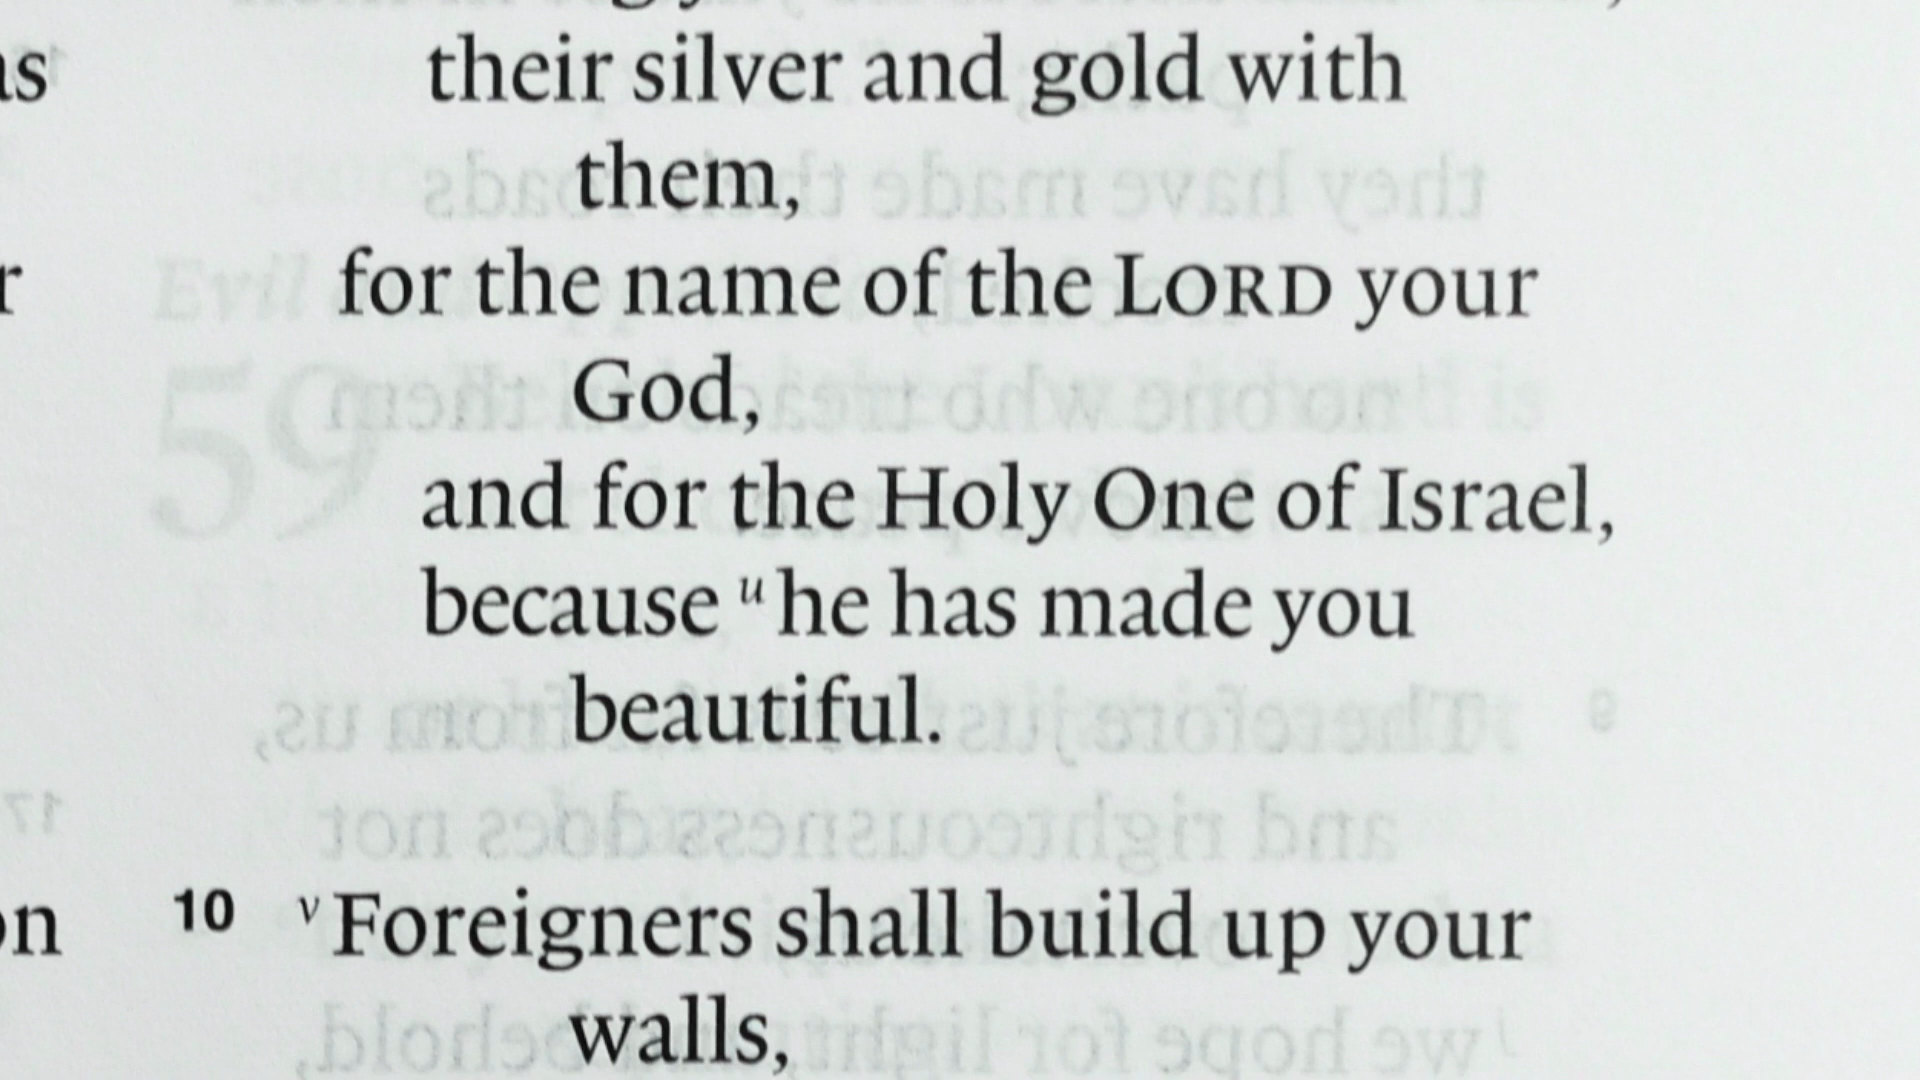 their silver and gold with
them,
for the name of the LORD your
God,
and for the Holy One of Israel,
because u he has made you
beautiful.
10 v Foreigners shall build up your
walls,